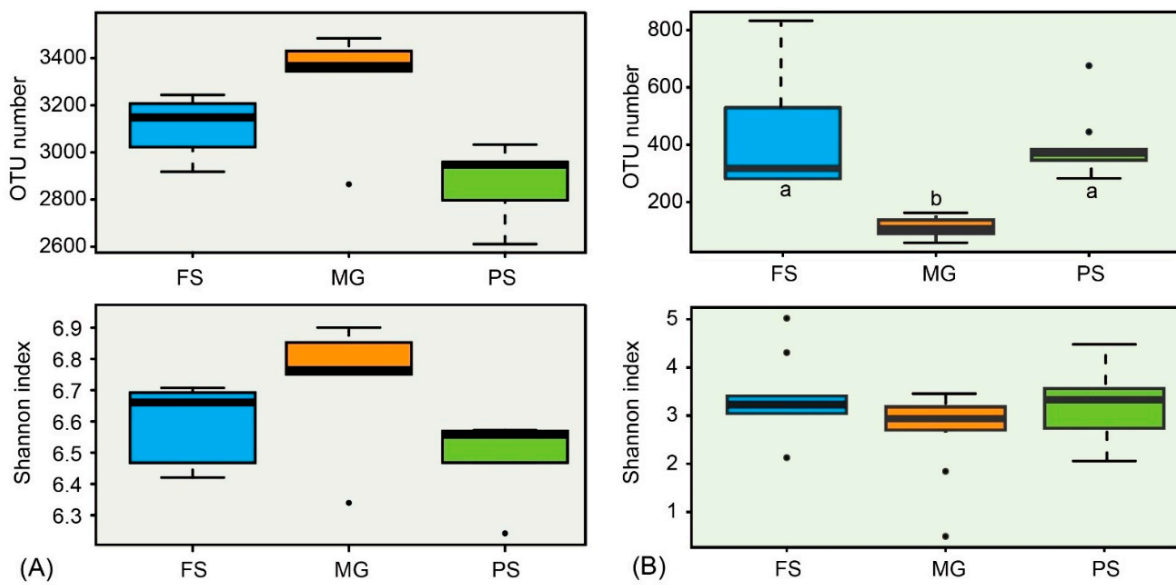 OTU number
3400
3200
3000
2800
2600
FS MG PS
OTU number
800
600
400
200
a b a
FS MG PS
Shannon index
6.9
6.8
6.7
6.6
6.5
6.4
6.3
FS MG PS
(A)
Shannon index
5
4
3
2
1
FS MG PS
(B)